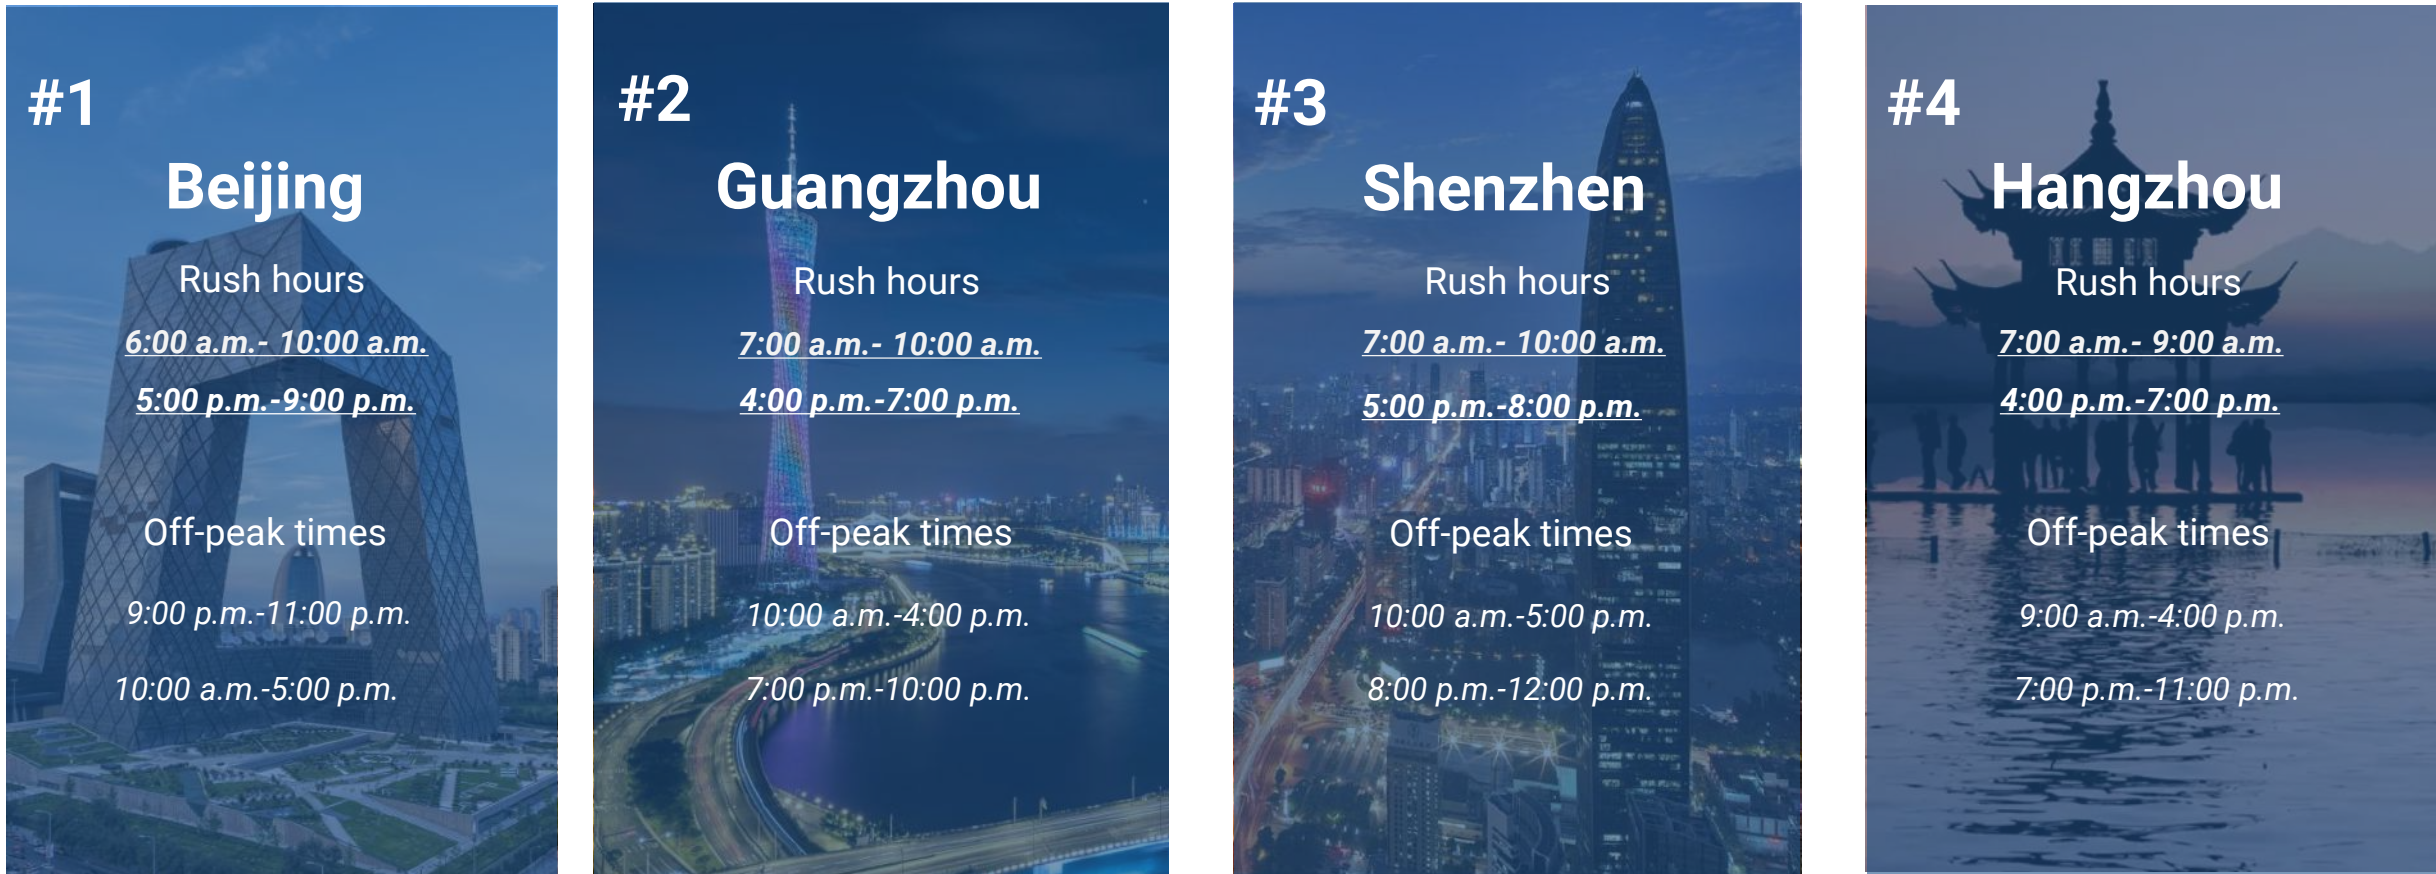 #1
Beijing
Rush hours
6:00 a.m.- 10:00 a.m.
5:00 p.m.-9:00 p.m.
Off-peak times
9:00 p.m.-11:00 p.m.
10:00 a.m.-5:00 p.m.
#2
Guangzhou
Rush hours
7:00 a.m.- 10:00 a.m.
4:00 p.m.-7:00 p.m.
Off-peak times
10:00 a.m.-4:00 p.m.
7:00 p.m.-10:00 p.m.
#3
Shenzhen
Rush hours
7:00 a.m.- 10:00 a.m.
5:00 p.m.-8:00 p.m.
Off-peak times
10:00 a.m.-5:00 p.m.
8:00 p.m.-12:00 p.m.
#4
Hangzhou
Rush hours
7:00 a.m.- 9:00 a.m.
4:00 p.m.-7:00 p.m.
Off-peak times
9:00 a.m.-4:00 p.m.
7:00 p.m.-11:00 p.m.